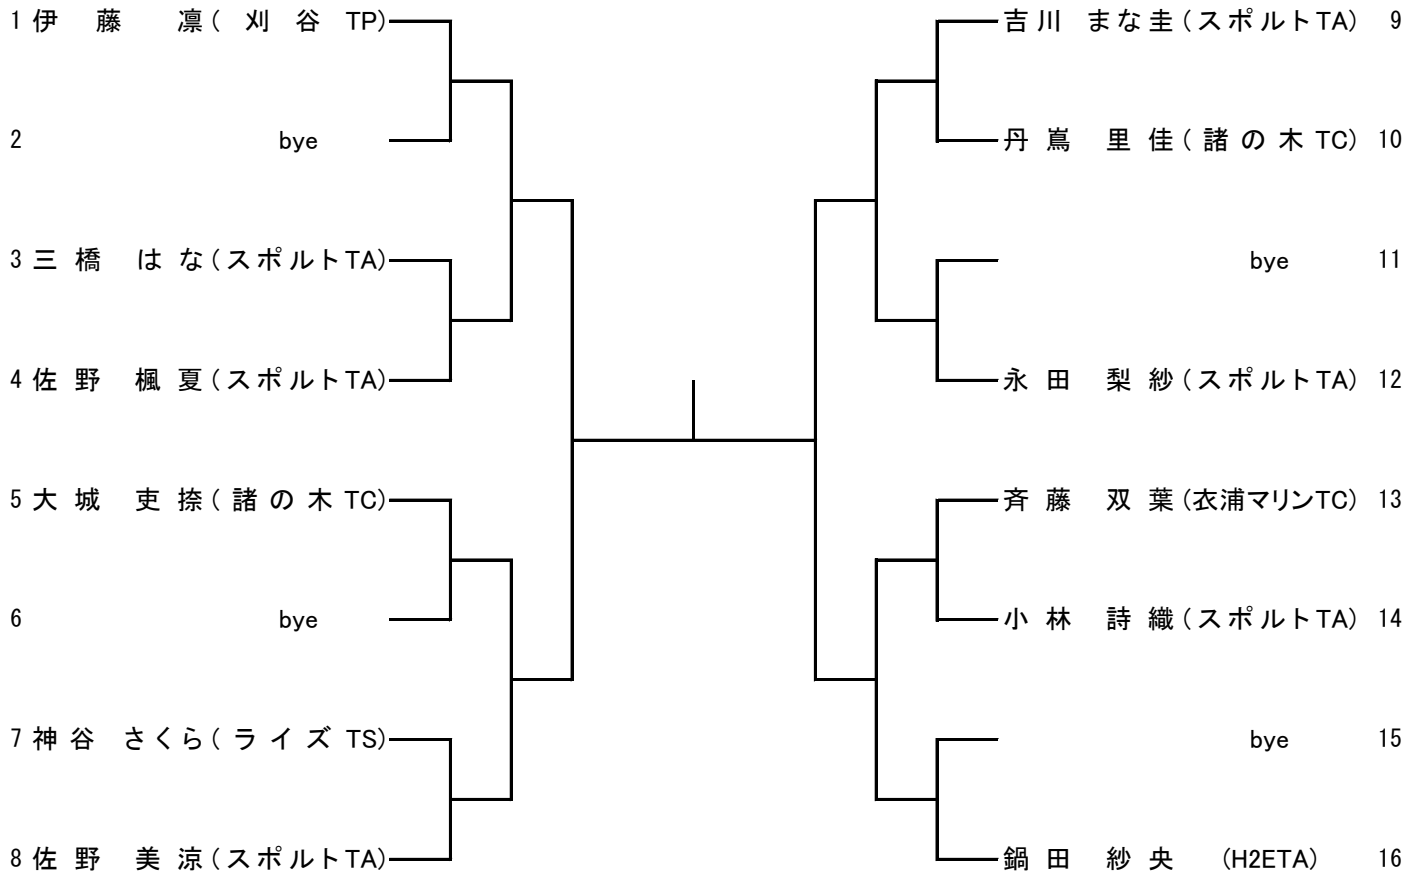 1 伊 藤 凛 ( 刈 谷 TP)
2 bye
3 三 橋 は な (スポルトTA)
4 佐 野 楓 夏 (スポルトTA)
5 大 城 吏 捺 ( 諸 の 木 TC)
6 bye
7 神 谷 さくら ( ラ イ ズ TS)
8 佐 野 美 涼 (スポルトTA)
吉 川 まな圭 (スポルトTA) 9
丹 嶌 里 佳 ( 諸 の 木 TC) 10
bye 11
永 田 梨 紗 (スポルトTA) 12
斉 藤 双 葉 (衣浦マリンTC) 13
小 林 詩 織 (スポルトTA) 14
bye 15
鍋 田 紗 央 (H2ETA) 16